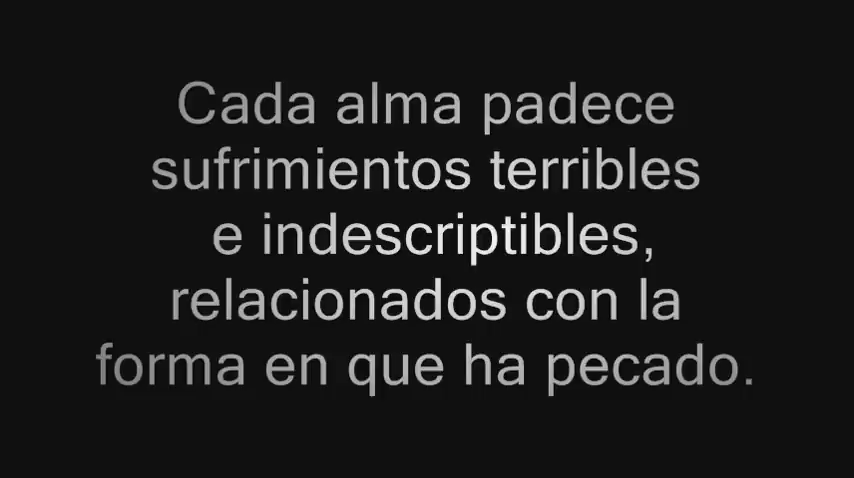 Cada alma padece
sufrimientos terribles
e indescriptibles,
relacionados con la
forma en que ha pecado.